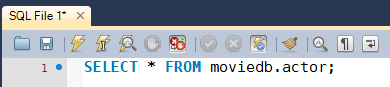 SQL File 1*
1 SELECT * FROM moviedb.actor;